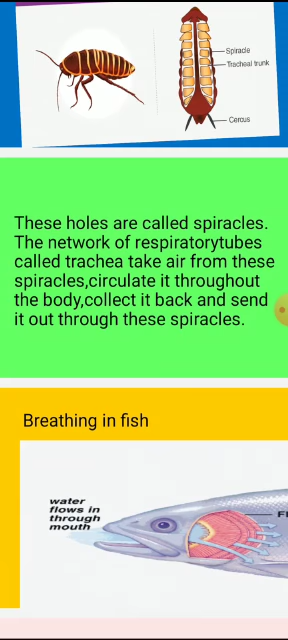 Spiracle
Tracheal trunk
Cercus
These holes are called spiracles.
The network of respiratorytubes
called trachea take air from these
spiracles,circulate it throughout
the body,collect it back and send
it out through these spiracles.
Breathing in fish
water
flows in
through
mouth